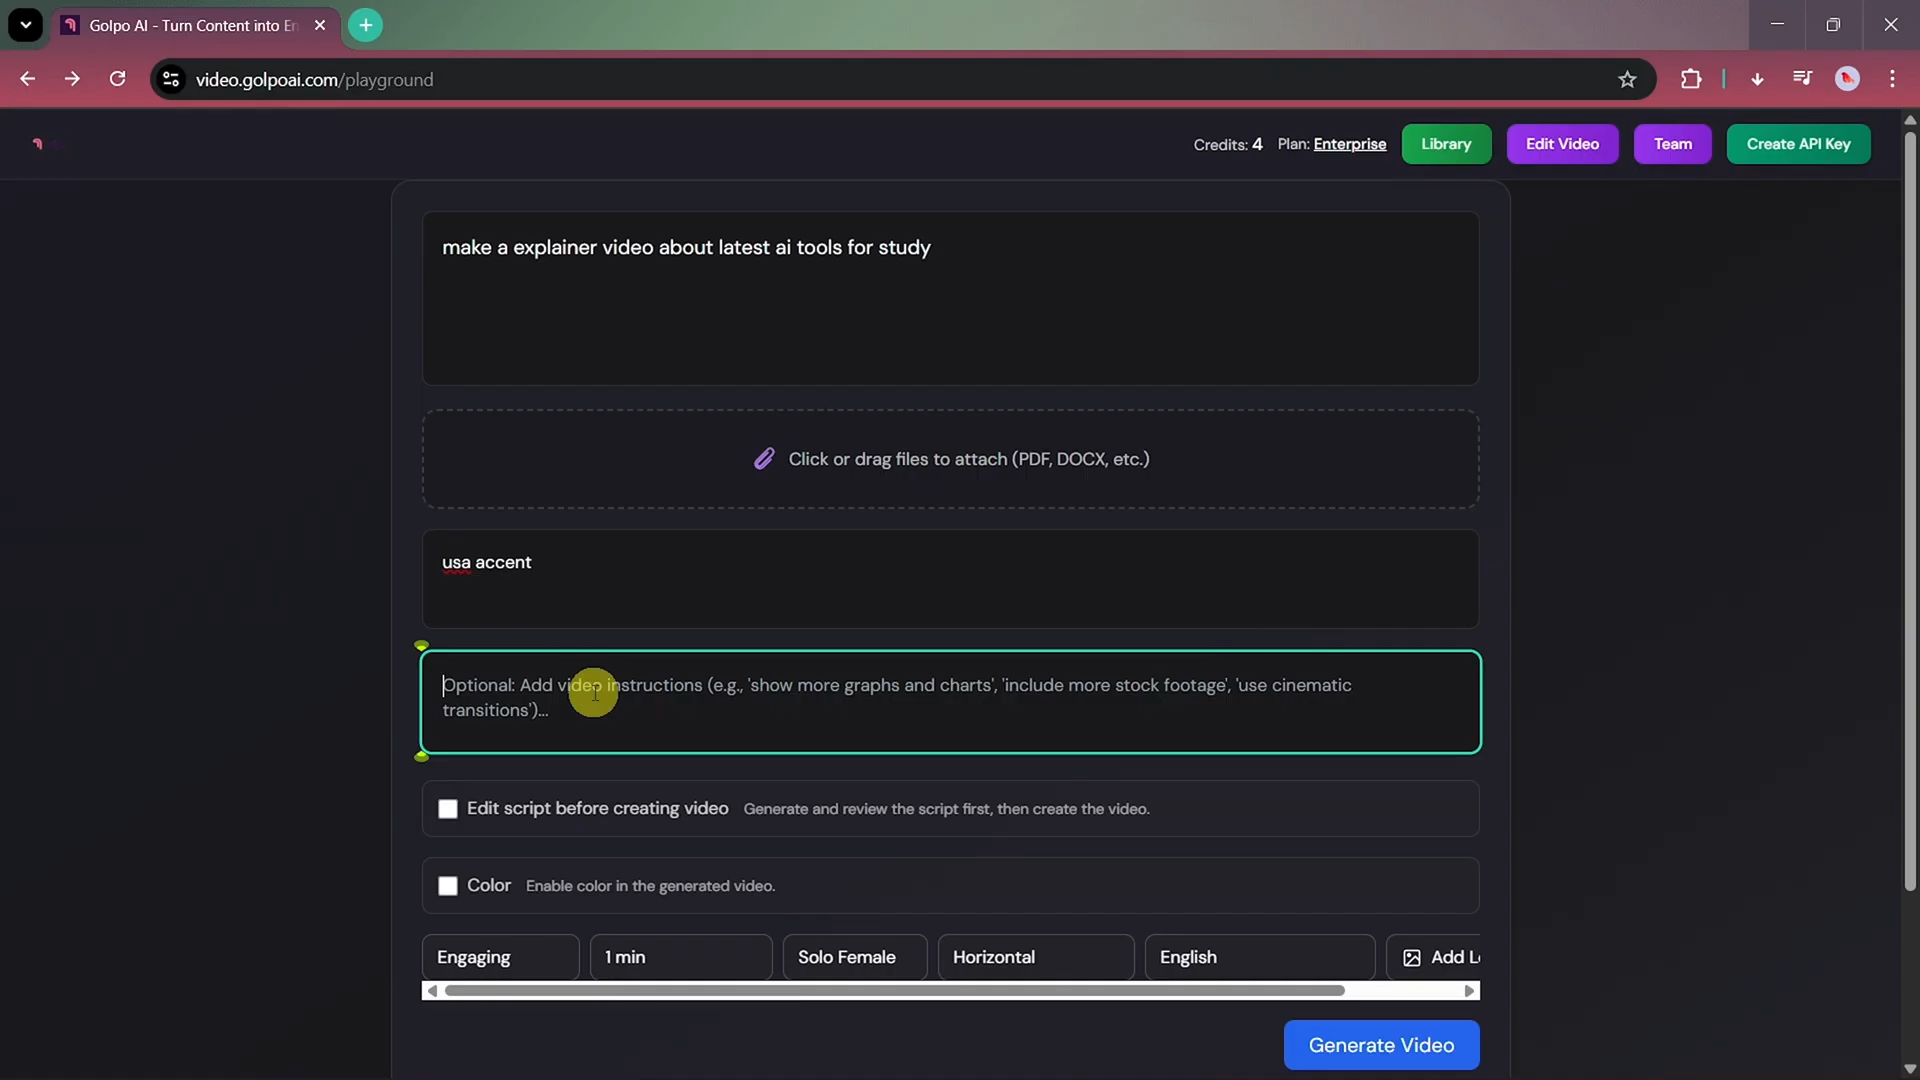 Golpo AI - Turn Content into En
video.golpoai.com/playground
Credits: 4 Plan: Enterprise Library Edit Video Team Create API Key
make a explainer video about latest ai tools for study
Click or drag files to attach (PDF, DOCX, etc.)
usa accent
Optional: Add video instructions (e.g., 'show more graphs and charts', 'include more stock footage', 'use cinematic
transitions')...
Edit script before creating video Generate and review the script first, then create the video.
Color Enable color in the generated video.
Engaging 1 min Solo Female Horizontal English Add L
Generate Video